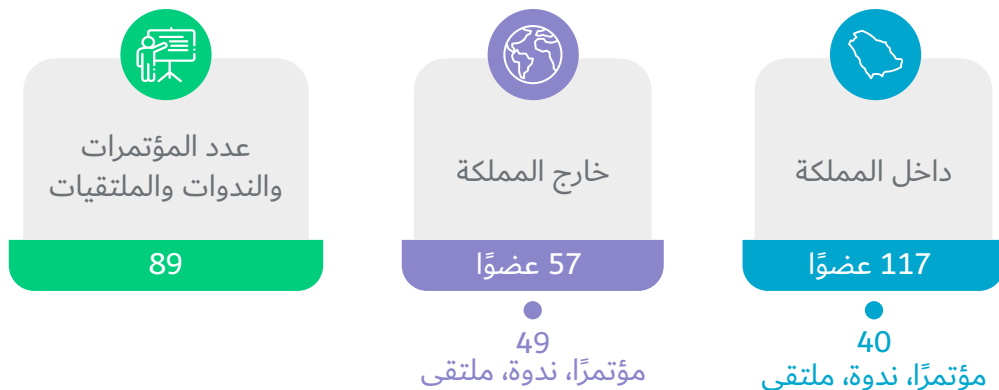 داخل المملكة
117 عضوًا
40
مؤتمرًا، ندوة، ملتقى
خارج المملكة
57 عضوًا
49
مؤتمرًا، ندوة، ملتقى
عدد المؤتمرات
والندوات والملتقيات
89